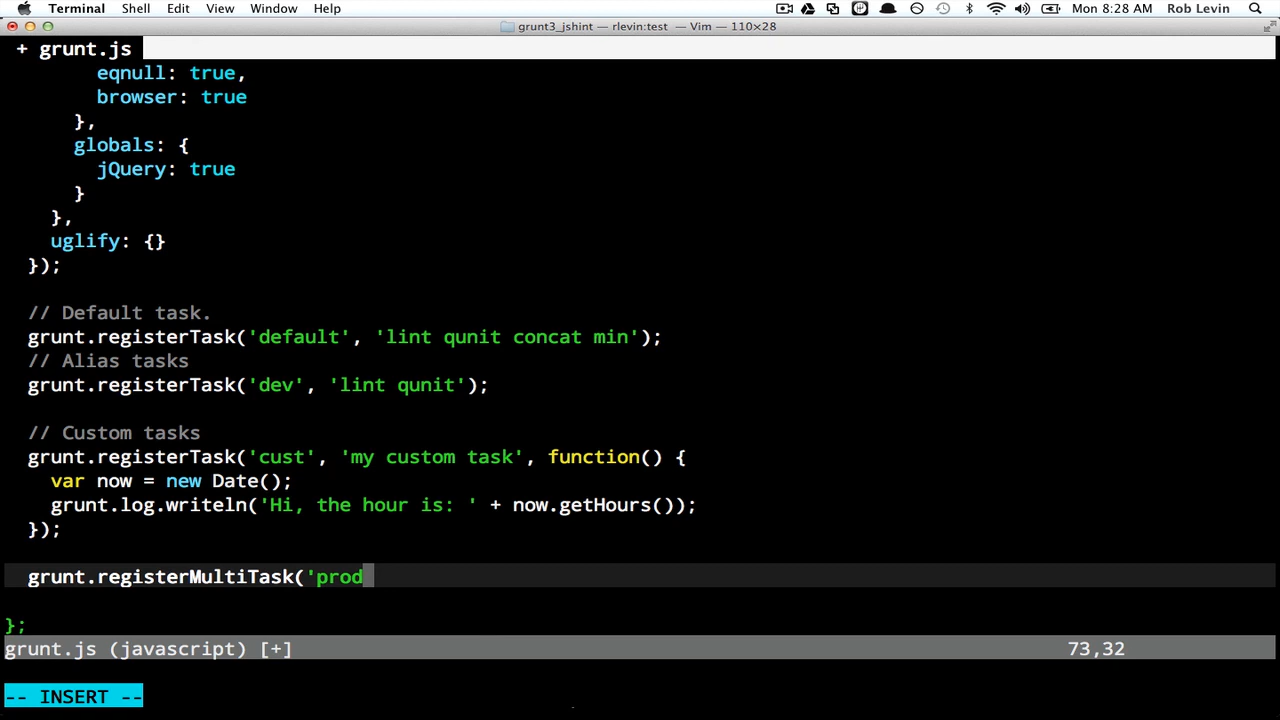 Terminal Shell Edit View Window Help Mon 8:28 AM Rob Levin
grunt3_jshint — rlevin:test — Vim — 110×28
+ grunt.js
eqnull: true,
browser: true
},
globals: {
jQuery: true
}
},
uglify: {}
});
// Default task.
grunt.registerTask('default', 'lint qunit concat min');
// Alias tasks
grunt.registerTask('dev', 'lint qunit');
// Custom tasks
grunt.registerTask('cust', 'my custom task', function() {
var now = new Date();
grunt.log.writeln('Hi, the hour is: ' + now.getHours());
});
grunt.registerMultiTask('prod
};
grunt.js (javascript) [+] 73,32
-- INSERT --